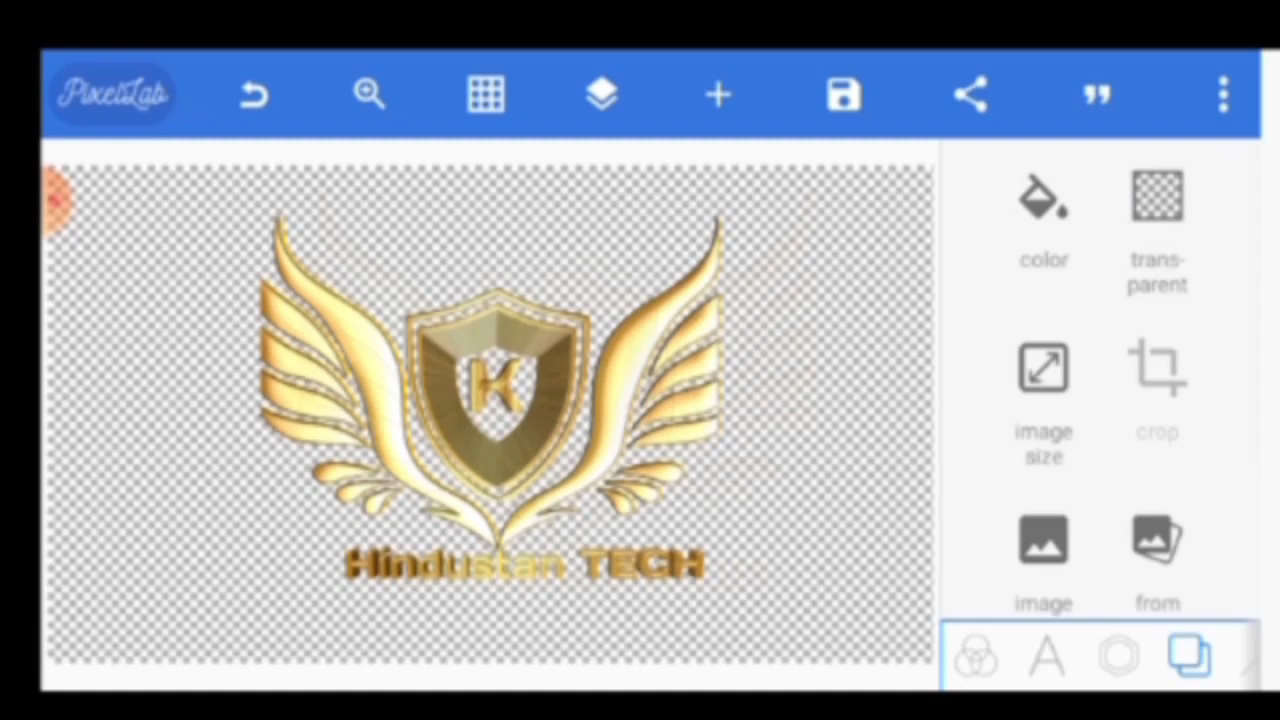 PixelLab
color
trans-
parent
image
size
crop
image
from
K
Hindustan TECH